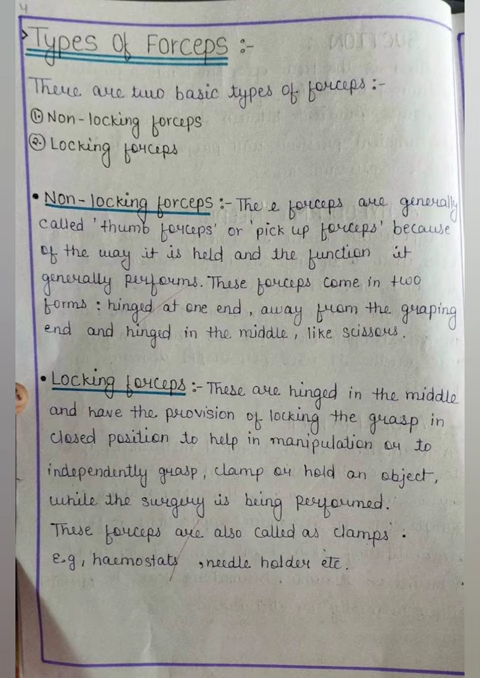 4
> Types Of Forceps :-
There are two basic types of forceps :-
① Non-locking forceps
② Locking forceps
• Non-locking forceps :- The e forceps are generally
called 'thumb forceps' or 'pick up forceps' because
of the way it is held and the function it
generally performs. These forceps come in two
forms : hinged at one end, away from the graping
end and hinged in the middle, like scissors.
• Locking forceps :- These are hinged in the middle
and have the provision of locking the grasp in
closed position to help in manipulation or to
independently grasp, clamp or hold an object,
while the surgery is being performed.
These forceps are also called as clamps.
e.g, haemostats , needle holder etc.